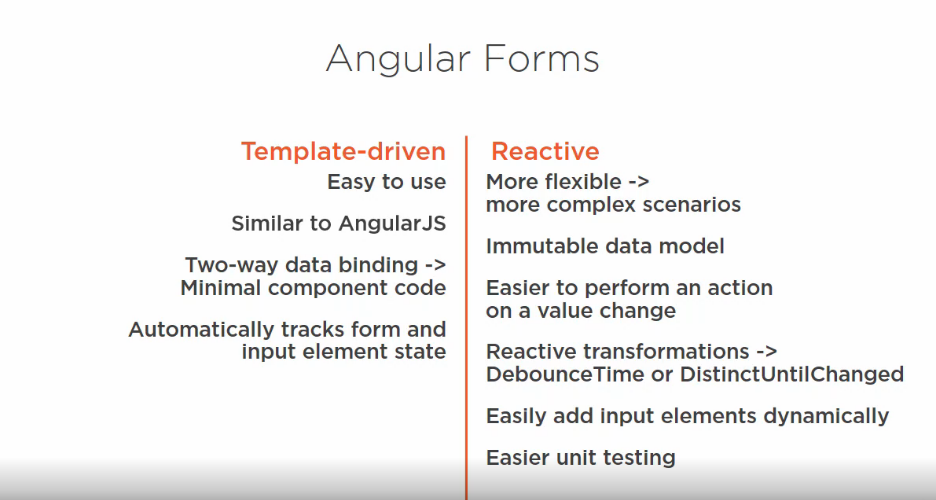 Angular Forms
Template-driven
Easy to use
Similar to AngularJS
Two-way data binding ->
Minimal component code
Automatically tracks form and
input element state
Reactive
More flexible ->
more complex scenarios
Immutable data model
Easier to perform an action
on a value change
Reactive transformations ->
DebounceTime or DistinctUntilChanged
Easily add input elements dynamically
Easier unit testing